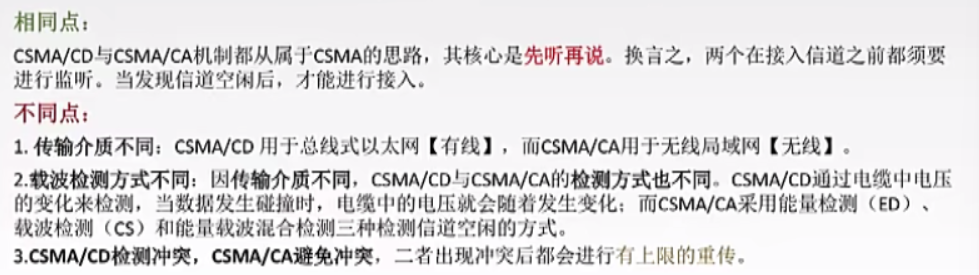 相同点：
CSMA/CD与CSMA/CA机制都从属于CSMA的思路，其核心是先听再说。换言之，两个在接入信道之前都须要
进行监听。当发现信道空闲后，才能进行接入。
不同点：
1. 传输介质不同：CSMA/CD 用于总线式以太网【有线】，而CSMA/CA用于无线局域网【无线】。
2.载波检测方式不同：因传输介质不同，CSMA/CD与CSMA/CA的检测方式也不同。CSMA/CD通过电缆中电压
的变化来检测，当数据发生碰撞时，电缆中的电压就会随着发生变化；而CSMA/CA采用能量检测（ED）、
载波检测（CS）和能量载波混合检测三种检测信道空闲的方式。
3.CSMA/CD检测冲突，CSMA/CA避免冲突，二者出现冲突后都会进行有上限的重传。